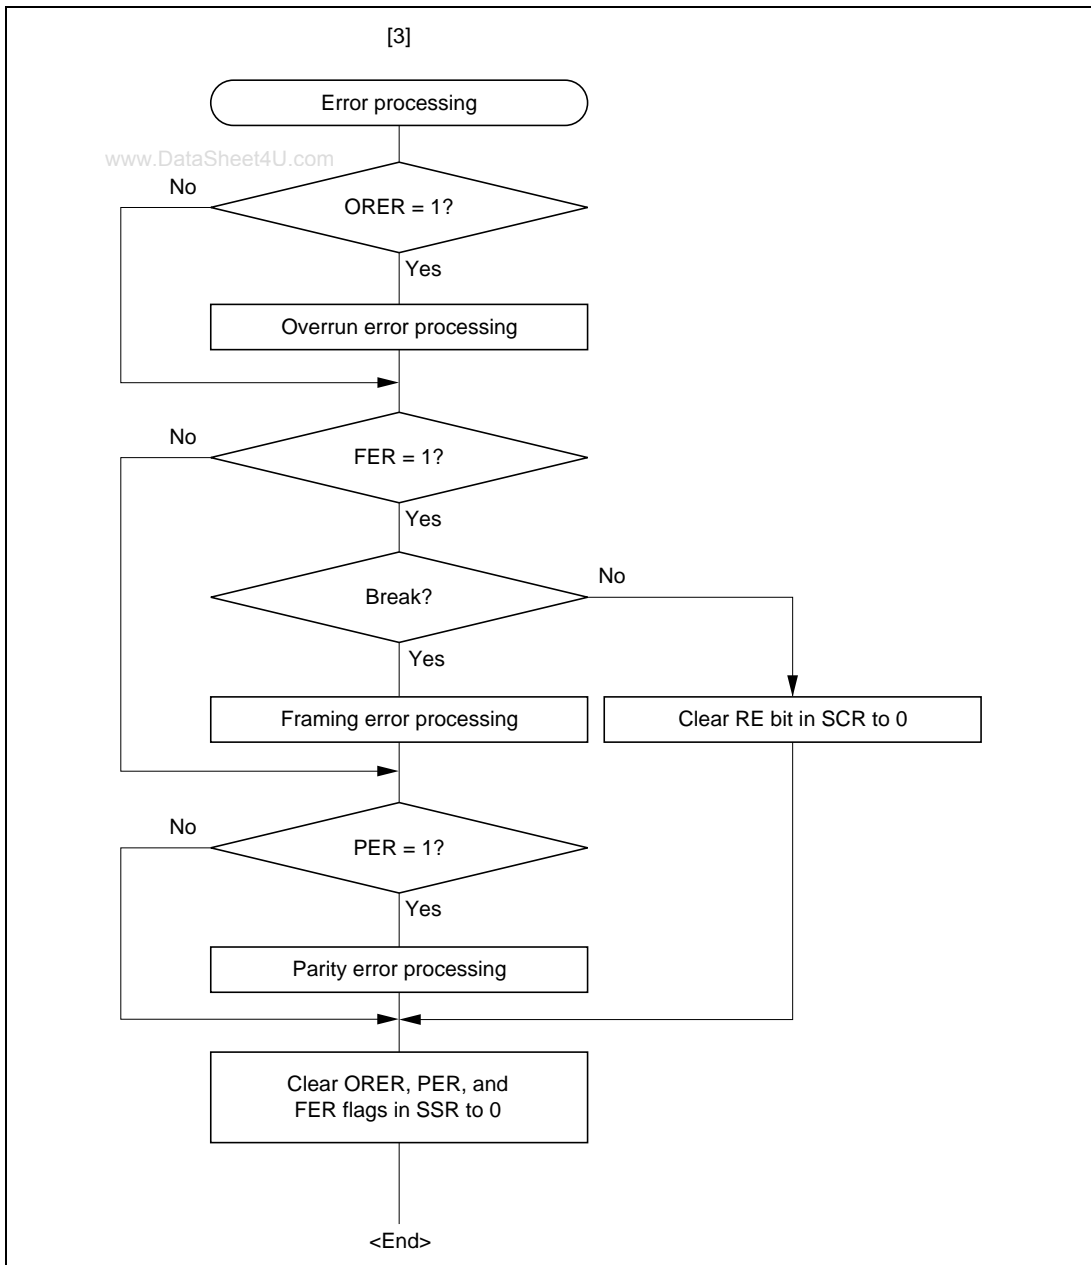 [3]
Error processing
www.DataSheet4U.com
No
ORER = 1?
Yes
Overrun error processing
No
FER = 1?
Yes
Break?
No
Yes
Framing error processing
Clear RE bit in SCR to 0
No
PER = 1?
Yes
Parity error processing
Clear ORER, PER, and
FER flags in SSR to 0
<End>